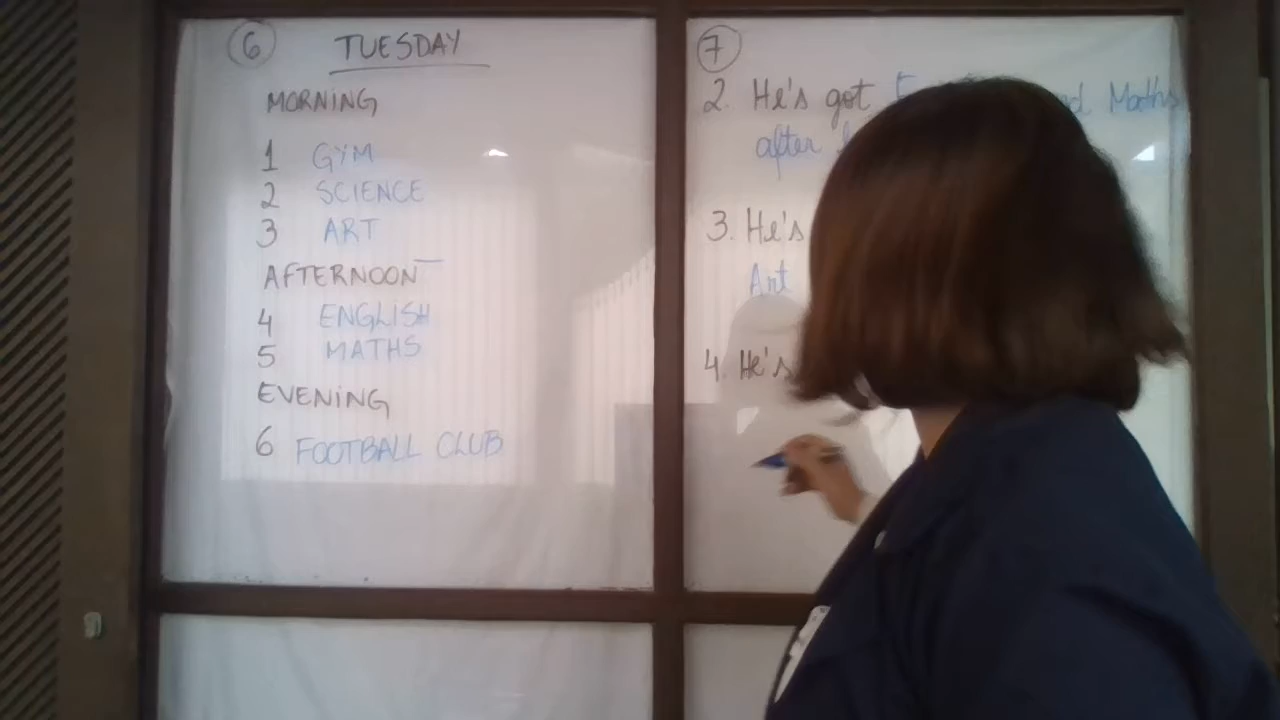 6 TUESDAY
MORNING
1 GYM
2 SCIENCE
3 ART
AFTERNOON
4 ENGLISH
5 MATHS
EVENING
6 FOOTBALL CLUB
7
2. He's got Maths
after
3. He's
Art
4. He's